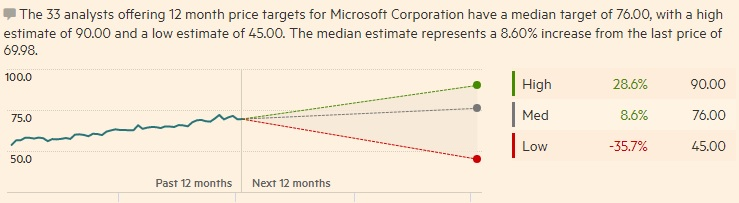 The 33 analysts offering 12 month price targets for Microsoft Corporation have a median target of 76.00, with a high
estimate of 90.00 and a low estimate of 45.00. The median estimate represents a 8.60% increase from the last price of
69.98.
100.0
75.0
50.0
Past 12 months Next 12 months
High 28.6% 90.00
Med 8.6% 76.00
Low -35.7% 45.00